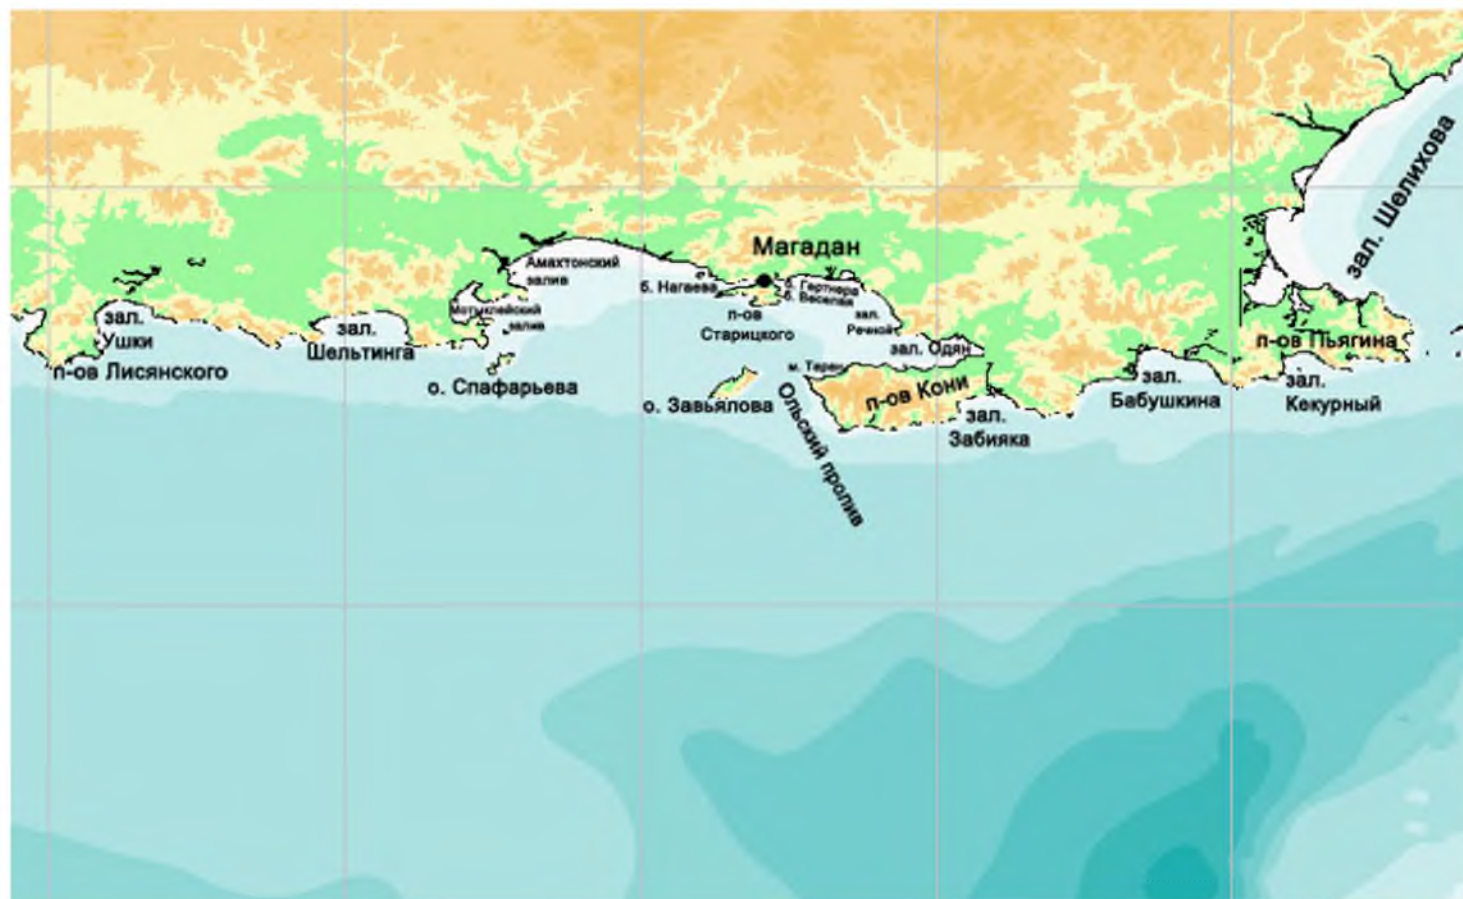 зал. Шелихова
Магадан
Амахтонский
залив
б. Нагаева
б. Гертнера
б. Веселая
Мотыклейский
залив
зал.
Ушки
зал.
Шельтинга
п-ов
Старицкого
зал.
Речной
зал. Одян
п-ов Пьягина
п-ов Лисянского
о. Спафарьева
м. Таран
о. Завьялова
Ольский пролив
п-ов Кони
зал.
Забияка
зал.
Бабушкина
зал.
Кекурный